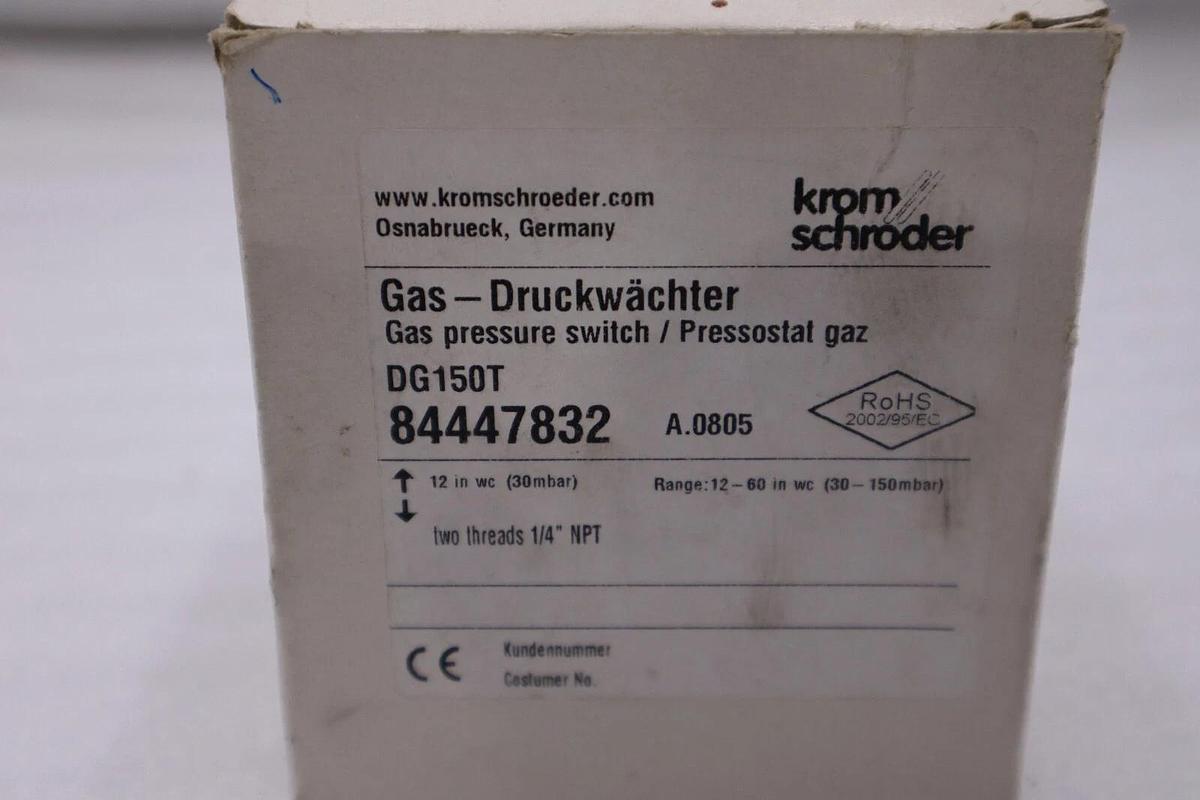 www.kromschroeder.com
Osnabrueck, Germany
krom
schröder
Gas – Druckwächter
Gas pressure switch / Pressostat gaz
DG150T
84447832 A.0805
RoHS
2002/95/EC
12 in wc (30mbar) Range:12–60 in wc (30–150mbar)
two threads 1/4" NPT
CE Kundennummer
Costumer No.